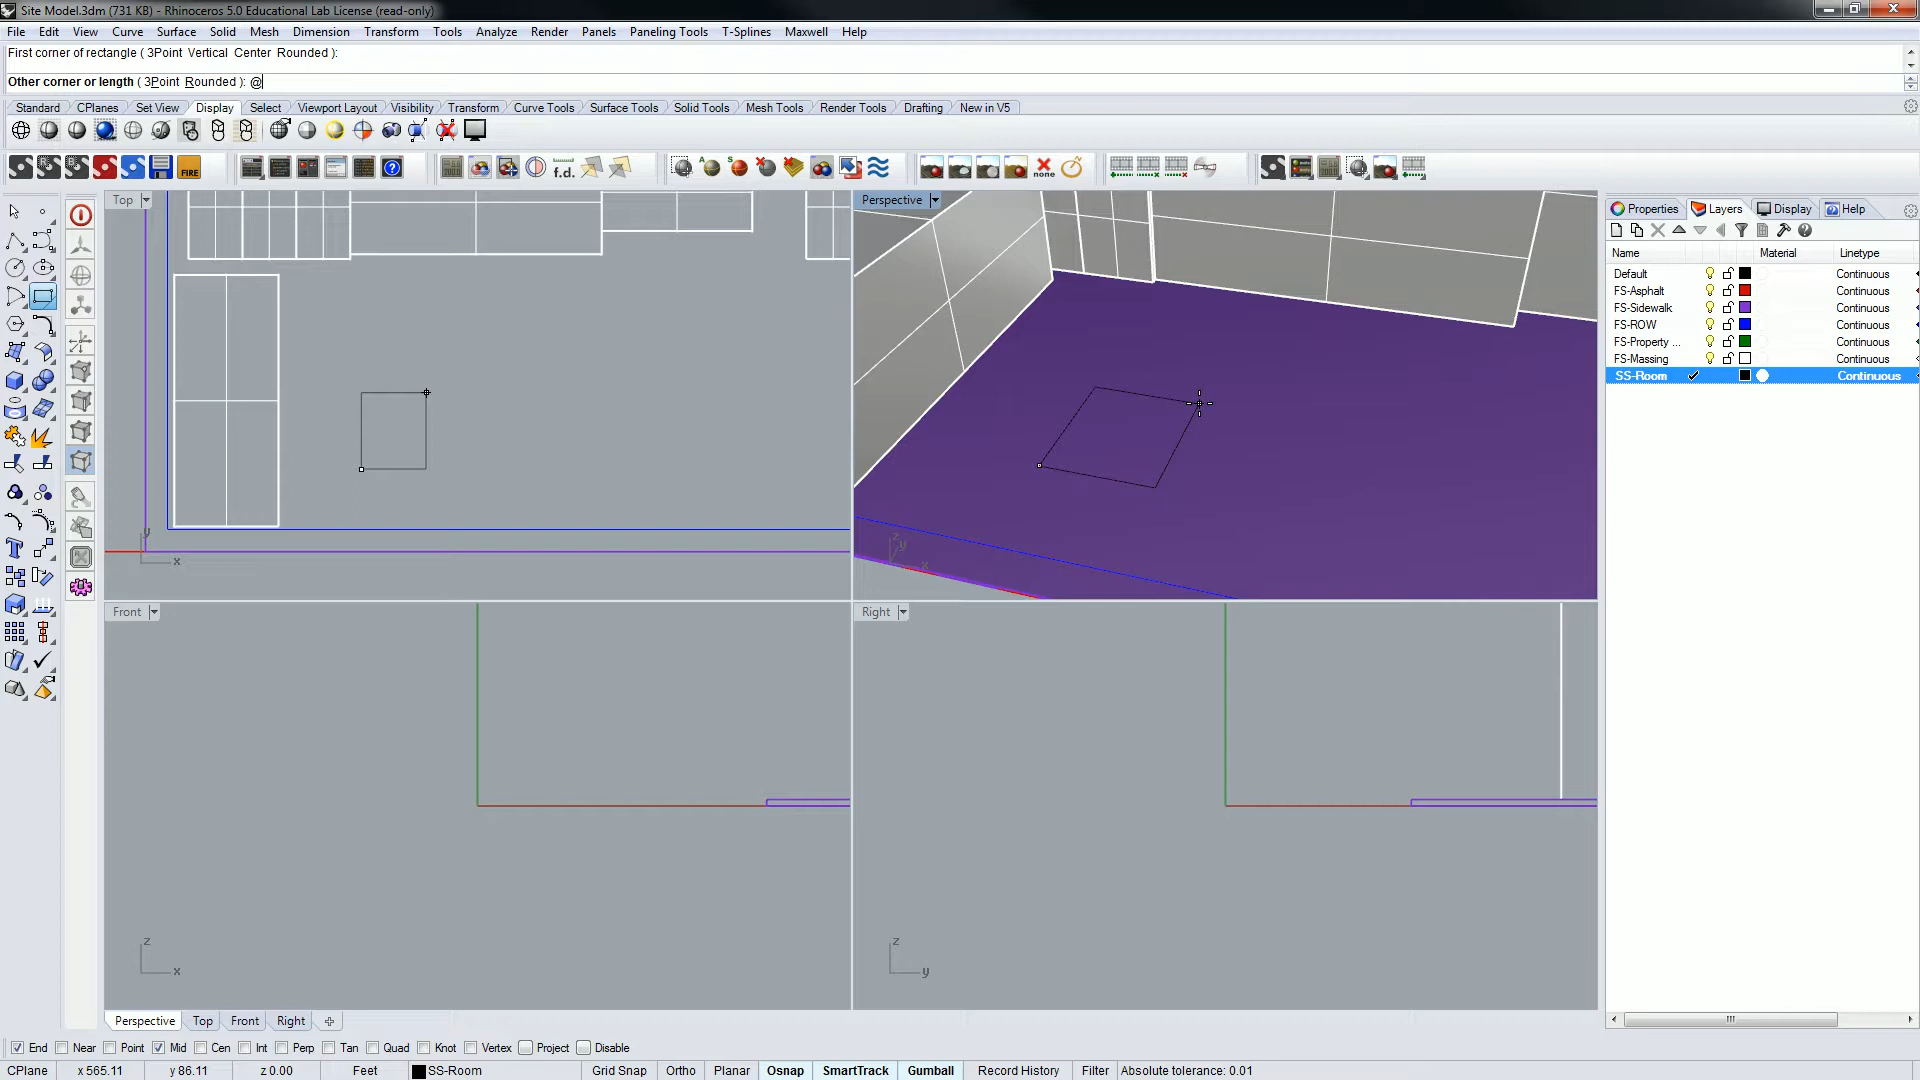 Site Model.3dm (731 KB) - Rhinoceros 5.0 Educational Lab License (read-only)
File Edit View Curve Surface Solid Mesh Dimension Transform Tools Analyze Render Panels Paneling Tools T-Splines Maxwell Help
First corner of rectangle ( 3Point Vertical Center Rounded ):
Other corner or length ( 3Point Rounded ): @
Standard CPlanes Set View Display Select Viewport Layout Visibility Transform Curve Tools Surface Tools Solid Tools Mesh Tools Render Tools Drafting New in V5
FIRE f.d. none
Top
Perspective
Properties Layers Display Help
Name Material Linetype
Default Continuous
FS-Asphalt Continuous
FS-Sidewalk Continuous
FS-ROW Continuous
FS-Property ... Continuous
FS-Massing Continuous
SS-Room Continuous
y
x
z
y
x
Front
Right
z
x
z
y
Perspective Top Front Right
End Near Point Mid Cen Int Perp Tan Quad Knot Vertex Project Disable
CPlane x 565.11 y 86.11 z 0.00 Feet SS-Room Grid Snap Ortho Planar Osnap SmartTrack Gumball Record History Filter Absolute tolerance: 0.01